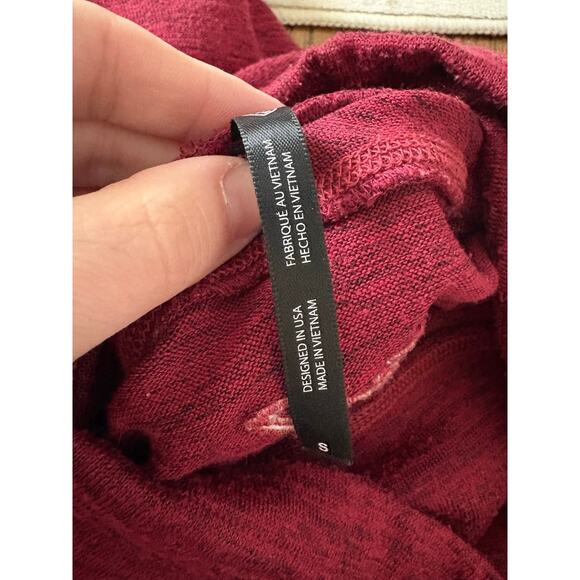 FABRIQUÉ AU VIETNAM
HECHO EN VIETNAM
DESIGNED IN USA
MADE IN VIETNAM
S